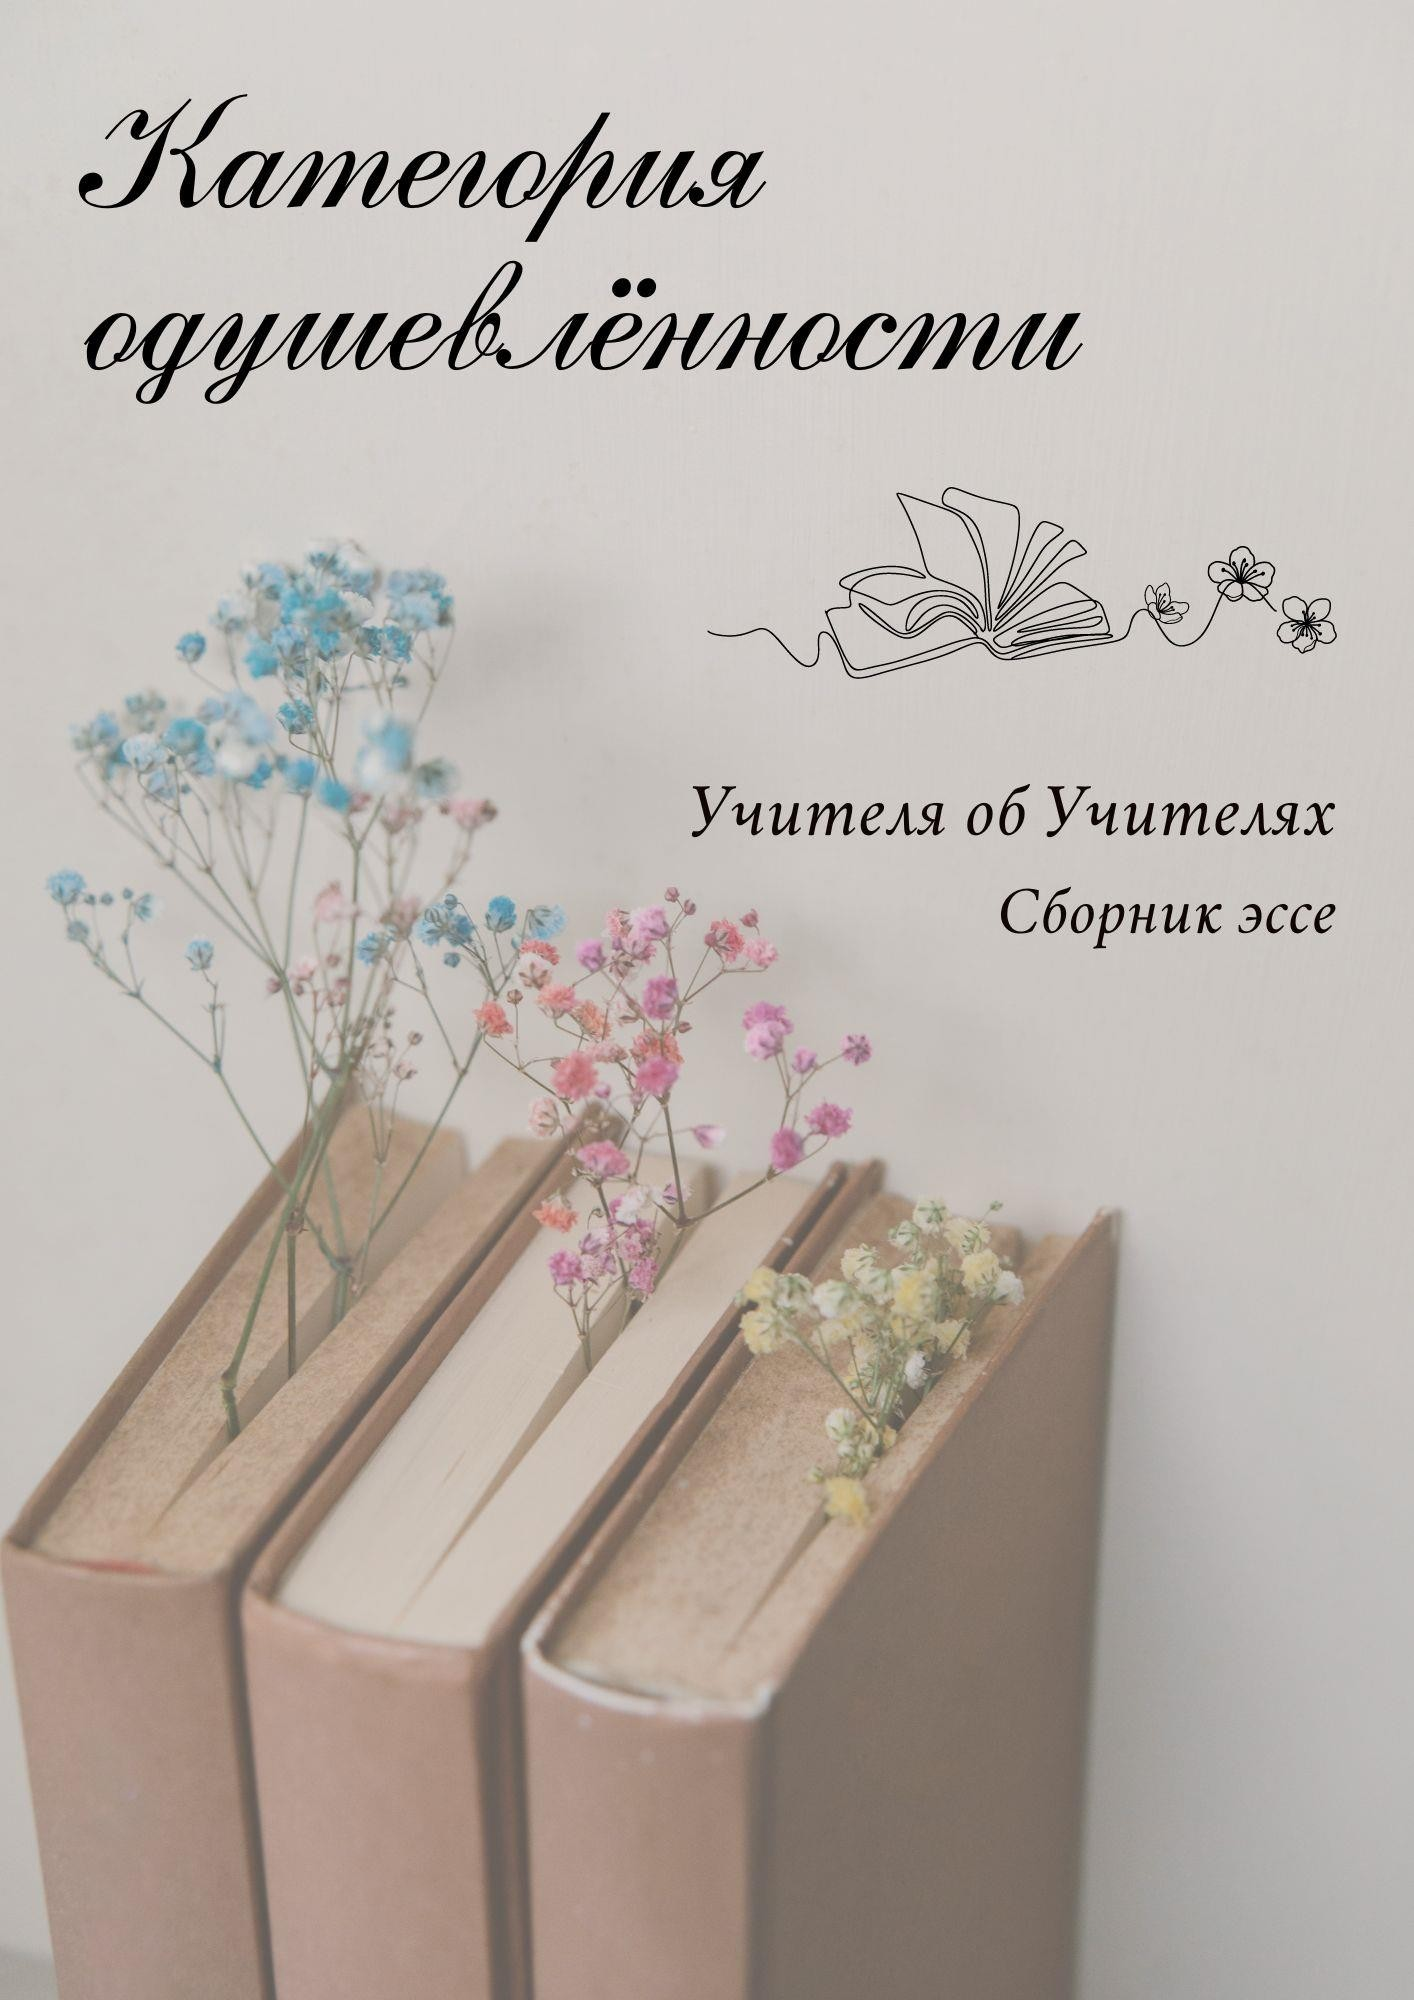 Категория
одушевлённости
Учителя об Учителях
Сборник эссе